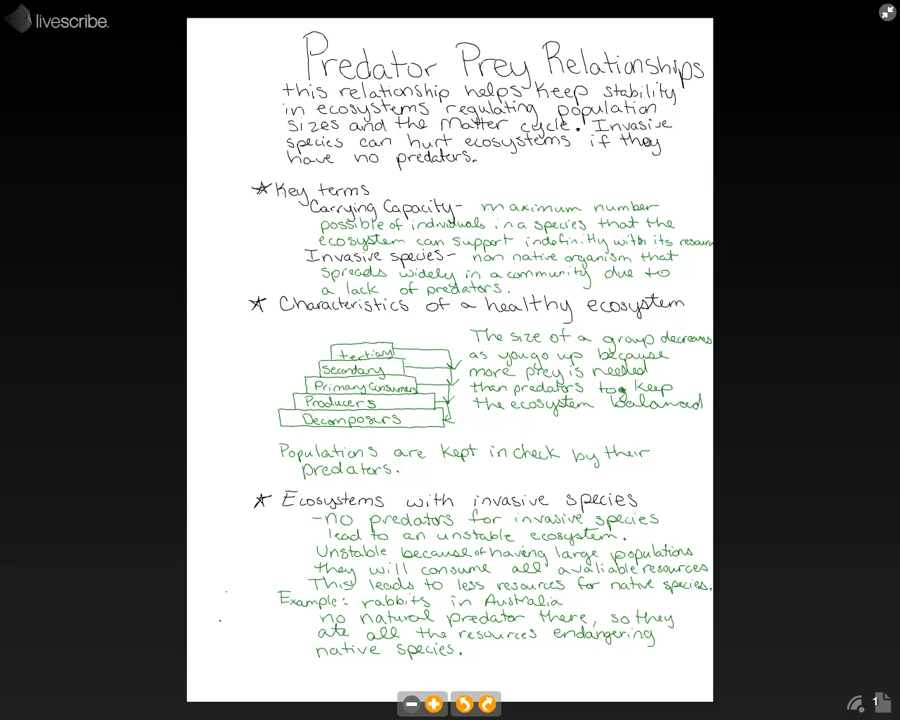 livescribe.
Predator Prey Relationships
this relationship helps keep stability
in ecosystems regulating population
sizes and the matter cycle. Invasive
species can hurt ecosystems if they
have no predators.
* Key terms
Carrying Capacity- maximum number
possible of individuals in a species that the
ecosystem can support indefinitly with its resour
Invasive species- non native organism that
spreads widely in a community due to
a lack of predators.
* Characteristics of a healthy ecosystem
The size of a group decreases
as you go up because
more prey is needed
than predators to keep
the ecosystem balanced
tertiary
Secondary
Primary Consumers
Producers
Decomposers
Populations are kept in check by their
predators.
* Ecosystems with invasive species
-no predators for invasive species
lead to an unstable ecosystem.
Unstable because of having large populations
they will consume all avaliable resources
This leads to less resources for native species.
Example: rabbits in Australia
no natural predator there, so they
ate all the resources endangering
native species.
1